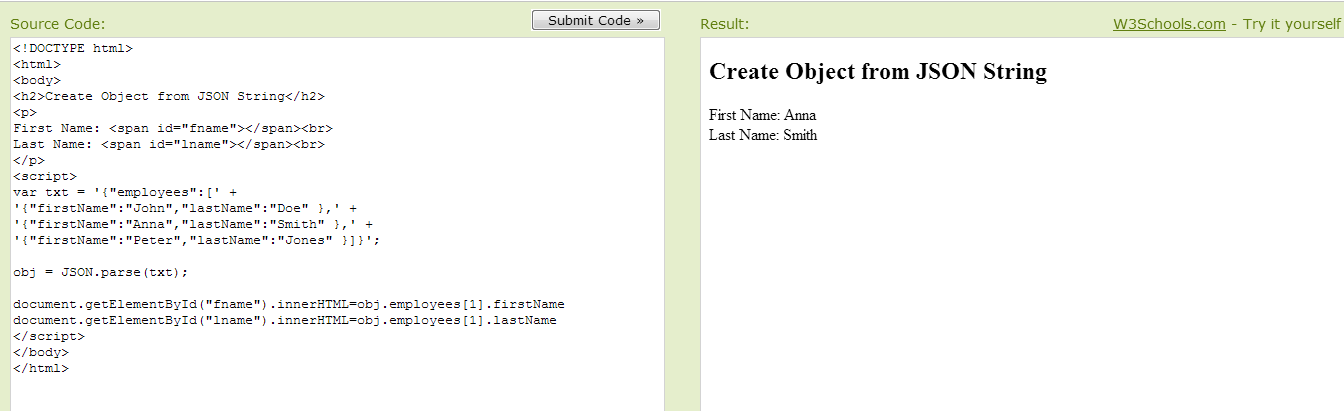 Source Code:
Submit Code »
<!DOCTYPE html>
<html>
<body>
<h2>Create Object from JSON String</h2>
<p>
First Name: <span id="fname"></span><br>
Last Name: <span id="lname"></span><br>
</p>
<script>
var txt = '{"employees":[' +
'{"firstName":"John","lastName":"Doe" },' +
'{"firstName":"Anna","lastName":"Smith" },' +
'{"firstName":"Peter","lastName":"Jones" }]}';

obj = JSON.parse(txt);

document.getElementById("fname").innerHTML=obj.employees[1].firstName
document.getElementById("lname").innerHTML=obj.employees[1].lastName
</script>
</body>
</html>
Result:
W3Schools.com - Try it yourself
Create Object from JSON String
First Name: Anna
Last Name: Smith